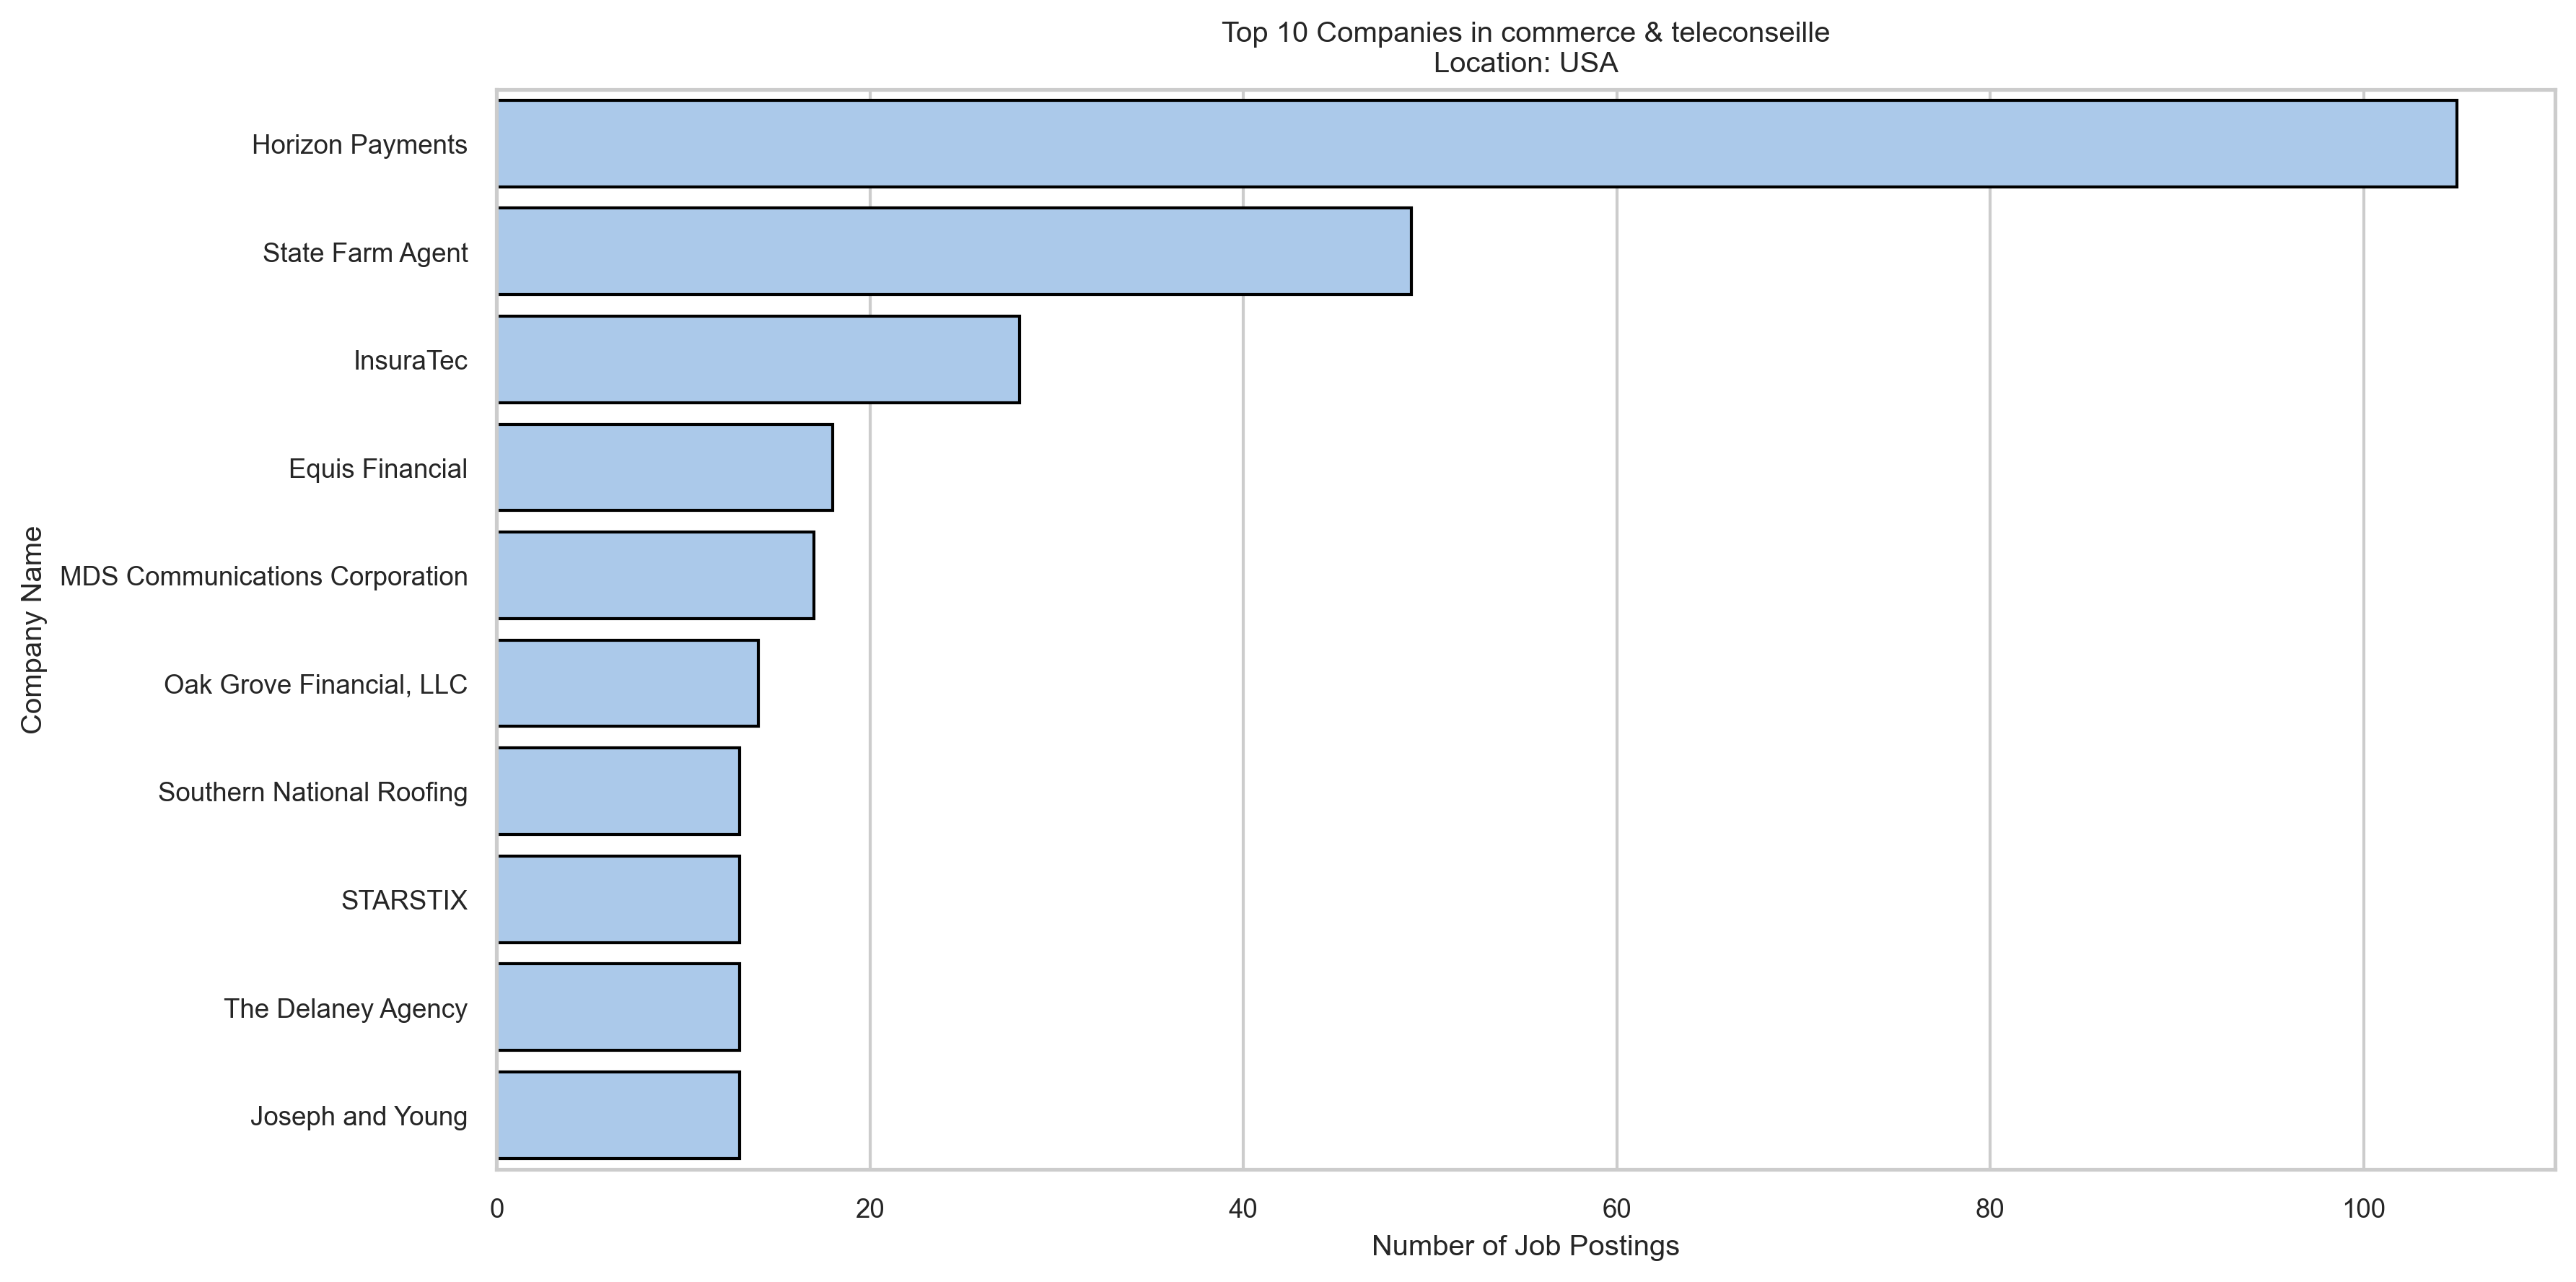 Top 10 Companies in commerce & teleconseille
Location: USA
Company Name
Horizon Payments
State Farm Agent
InsuraTec
Equis Financial
MDS Communications Corporation
Oak Grove Financial, LLC
Southern National Roofing
STARSTIX
The Delaney Agency
Joseph and Young
0 20 40 60 80 100
Number of Job Postings